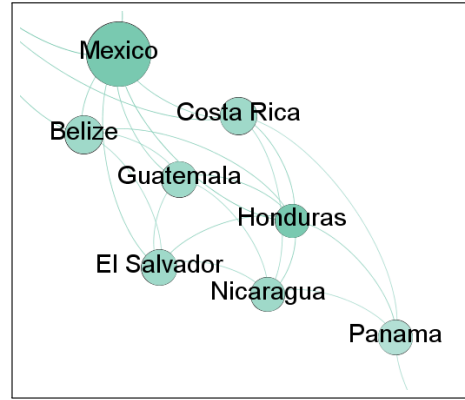 Mexico
Costa Rica
Belize
Guatemala
Honduras
El Salvador
Nicaragua
Panama